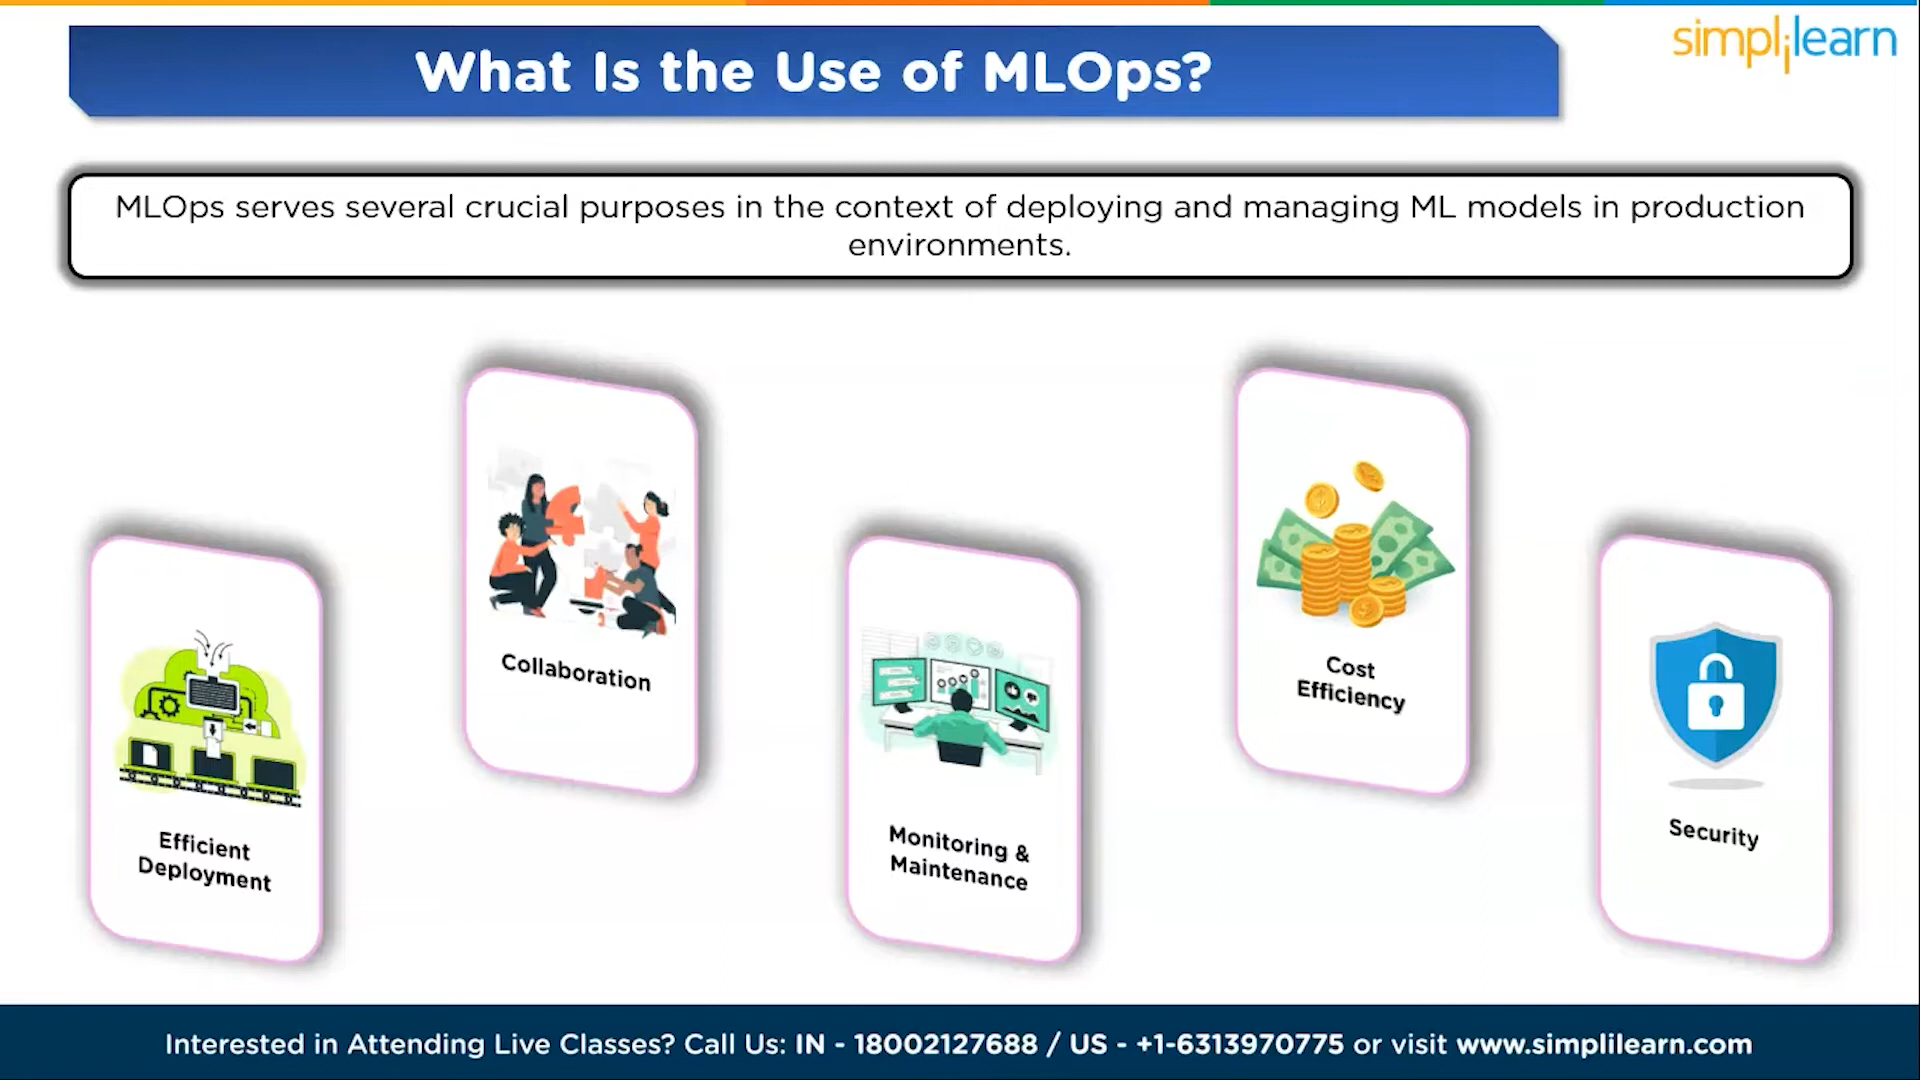 simplilearn
What Is the Use of MLOps?
MLOps serves several crucial purposes in the context of deploying and managing ML models in production
environments.
Efficient
Deployment
Collaboration
Monitoring &
Maintenance
Cost
Efficiency
Security
Interested in Attending Live Classes? Call Us: IN - 18002127688 / US - +1-6313970775 or visit www.simplilearn.com